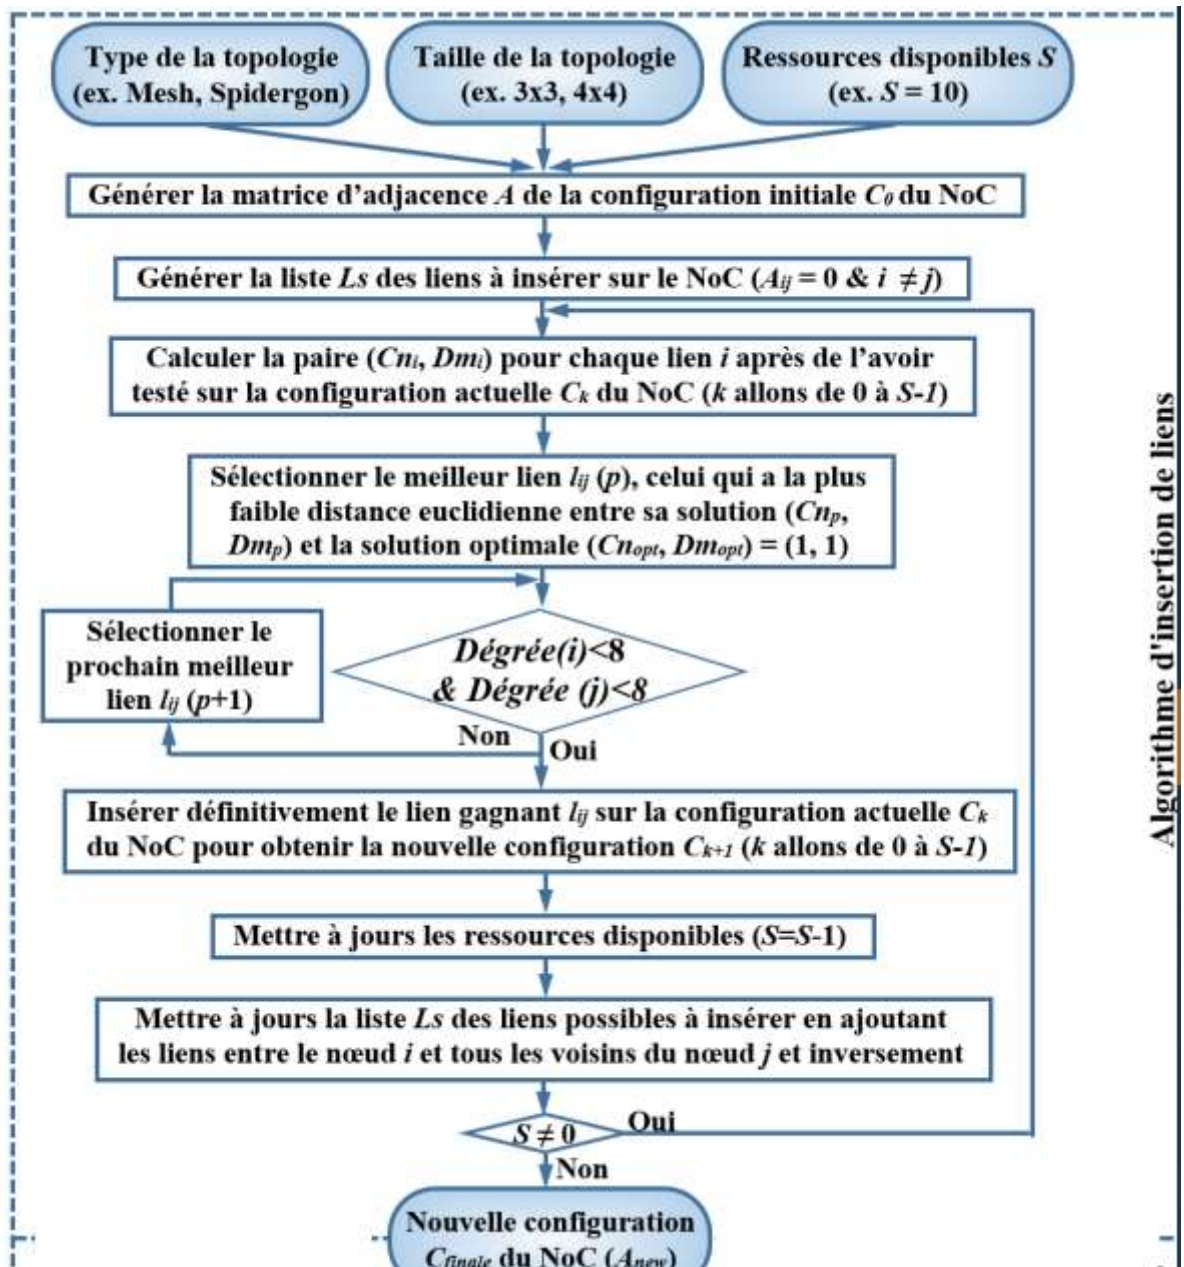 Type de la topologie
(ex. Mesh, Spidergon)
Taille de la topologie
(ex. 3x3, 4x4)
Ressources disponibles S
(ex. S = 10)
Générer la matrice d'adjacence A de la configuration initiale C₀ du NoC
Générer la liste Ls des liens à insérer sur le NoC (Aij = 0 & i ≠ j)
Calculer la paire (Cni, Dmi) pour chaque lien i après de l'avoir
testé sur la configuration actuelle Ck du NoC (k allons de 0 à S-1)
Sélectionner le meilleur lien lij (p), celui qui a la plus
faible distance euclidienne entre sa solution (Cnp,
Dmp) et la solution optimale (Cnopt, Dmopt) = (1, 1)
Sélectionner le
prochain meilleur
lien lij (p+1)
Dégrée(i)<8
& Dégrée (j)<8
Non
Oui
Insérer définitivement le lien gagnant lij sur la configuration actuelle Ck
du NoC pour obtenir la nouvelle configuration Ck+1 (k allons de 0 à S-1)
Mettre à jours les ressources disponibles (S=S-1)
Mettre à jours la liste Ls des liens possibles à insérer en ajoutant
les liens entre le nœud i et tous les voisins du nœud j et inversement
S ≠ 0
Oui
Non
Nouvelle configuration
Cfinale du NoC (Anew)
Algorithme d'insertion de liens